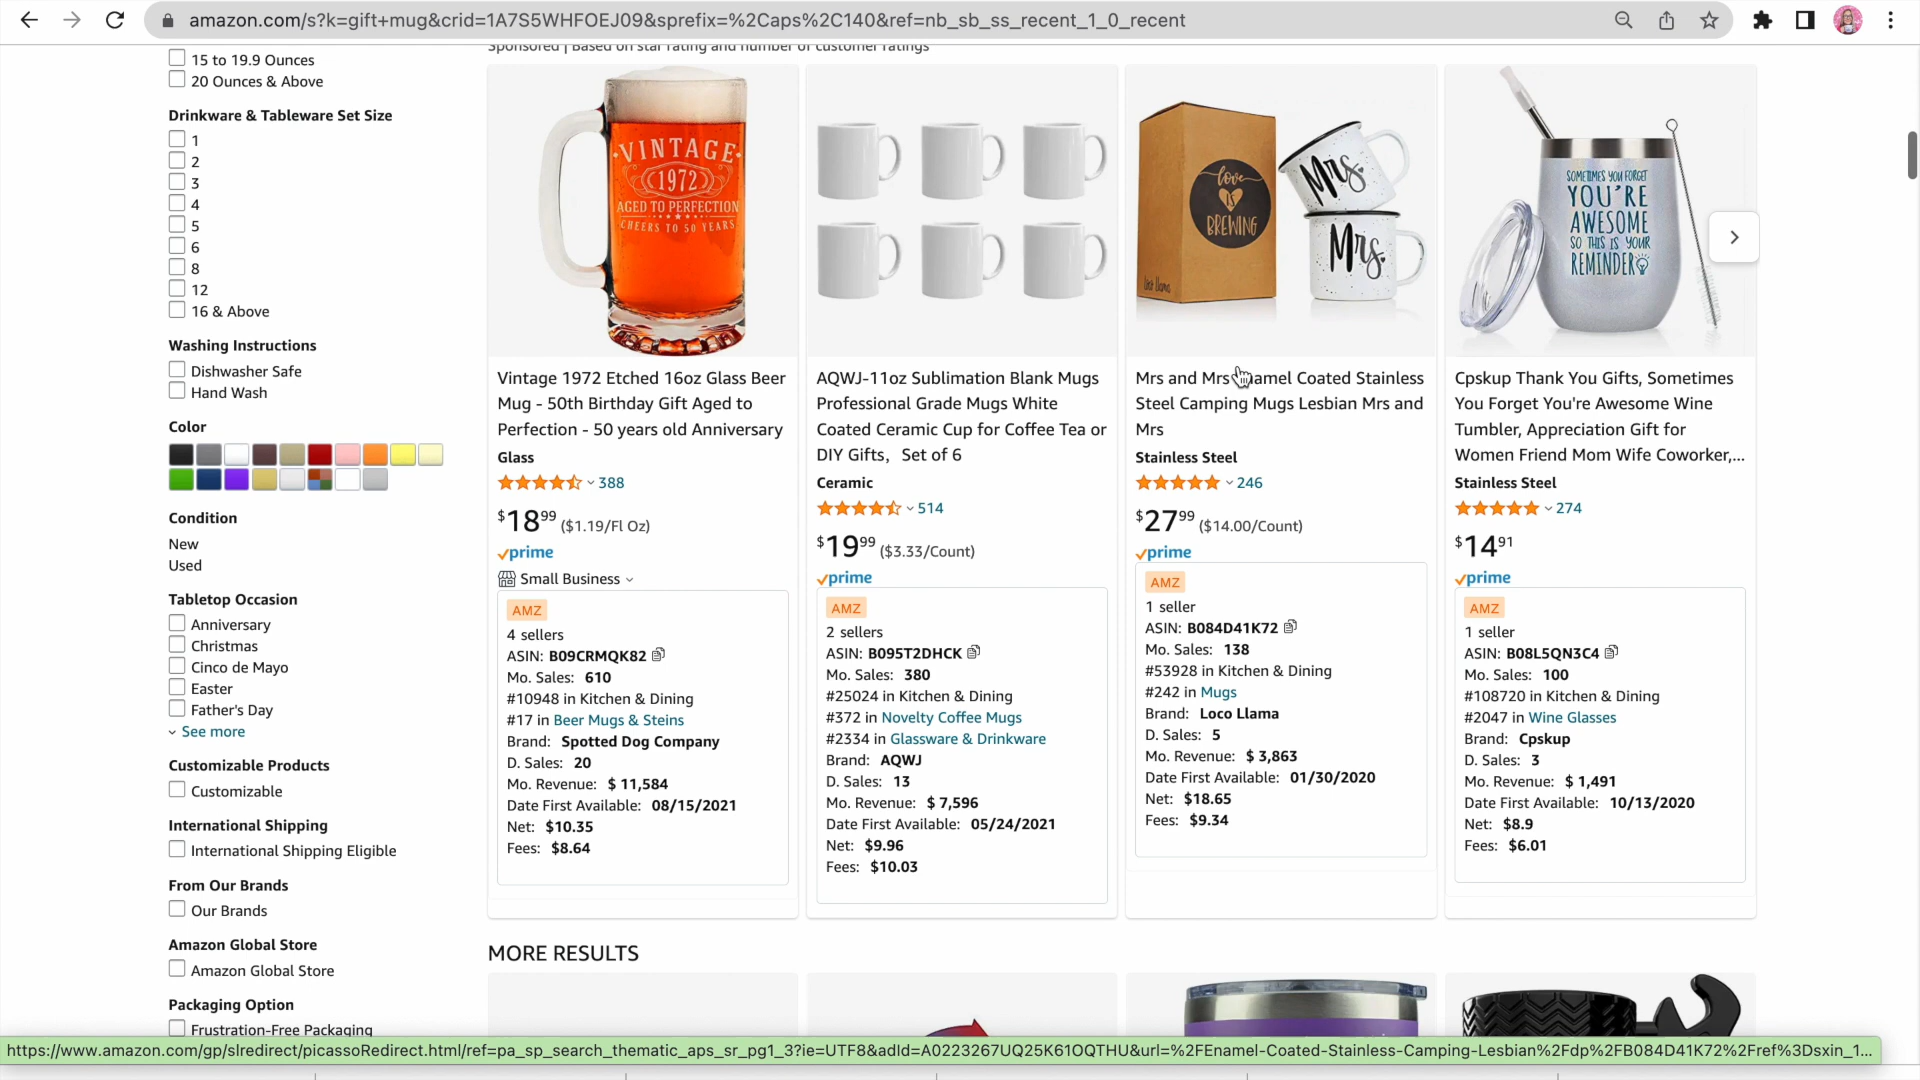 amazon.com/s?k=gift+mug&crid=1A7S5WHFOEJ09&sprefix=%2Caps%2C140&ref=nb_sb_ss_recent_1_0_recent
Sponsored | Based on star rating and number of customer ratings
15 to 19.9 Ounces
20 Ounces & Above
Drinkware & Tableware Set Size
1
2
3
4
5
6
8
12
16 & Above
Washing Instructions
Dishwasher Safe
Hand Wash
Color
Condition
New
Used
Tabletop Occasion
Anniversary
Christmas
Cinco de Mayo
Easter
Father's Day
See more
Customizable Products
Customizable
International Shipping
International Shipping Eligible
From Our Brands
Our Brands
Amazon Global Store
Amazon Global Store
Packaging Option
Frustration-Free Packaging
VINTAGE
1972
AGED TO PERFECTION
CHEERS TO 50 YEARS
Vintage 1972 Etched 16oz Glass Beer
Mug - 50th Birthday Gift Aged to
Perfection - 50 years old Anniversary
Glass
388
$18.99 ($1.19/Fl Oz)
prime
Small Business
AMZ
4 sellers
ASIN: B09CRMQK82
Mo. Sales: 610
#10948 in Kitchen & Dining
#17 in Beer Mugs & Steins
Brand: Spotted Dog Company
D. Sales: 20
Mo. Revenue: $ 11,584
Date First Available: 08/15/2021
Net: $10.35
Fees: $8.64
AQWJ-11oz Sublimation Blank Mugs
Professional Grade Mugs White
Coated Ceramic Cup for Coffee Tea or
DIY Gifts, Set of 6
Ceramic
514
$19.99 ($3.33/Count)
prime
AMZ
2 sellers
ASIN: B095T2DHCK
Mo. Sales: 380
#25024 in Kitchen & Dining
#372 in Novelty Coffee Mugs
#2334 in Glassware & Drinkware
Brand: AQWJ
D. Sales: 13
Mo. Revenue: $ 7,596
Date First Available: 05/24/2021
Net: $9.96
Fees: $10.03
love
IS
BREWING
Loco Llama
Mrs.
Mrs.
Mrs and Mrs Enamel Coated Stainless
Steel Camping Mugs Lesbian Mrs and
Mrs
Stainless Steel
246
$27.99 ($14.00/Count)
prime
AMZ
1 seller
ASIN: B084D41K72
Mo. Sales: 138
#53928 in Kitchen & Dining
#242 in Mugs
Brand: Loco Llama
D. Sales: 5
Mo. Revenue: $ 3,863
Date First Available: 01/30/2020
Net: $18.65
Fees: $9.34
SOMETIMES YOU FORGET
YOU'RE
AWESOME
SO THIS IS YOUR
REMINDER
Cpskup Thank You Gifts, Sometimes
You Forget You're Awesome Wine
Tumbler, Appreciation Gift for
Women Friend Mom Wife Coworker,...
Stainless Steel
274
$14.91
prime
AMZ
1 seller
ASIN: B08L5QN3C4
Mo. Sales: 100
#108720 in Kitchen & Dining
#2047 in Wine Glasses
Brand: Cpskup
D. Sales: 3
Mo. Revenue: $ 1,491
Date First Available: 10/13/2020
Net: $8.9
Fees: $6.01
MORE RESULTS
https://www.amazon.com/gp/slredirect/picassoRedirect.html/ref=pa_sp_search_thematic_aps_sr_pg1_3?ie=UTF8&adId=A0223267UQ25K61OQTHU&url=%2FEnamel-Coated-Stainless-Camping-Lesbian%2Fdp%2FB084D41K72%2Fref%3Dsxin_1...